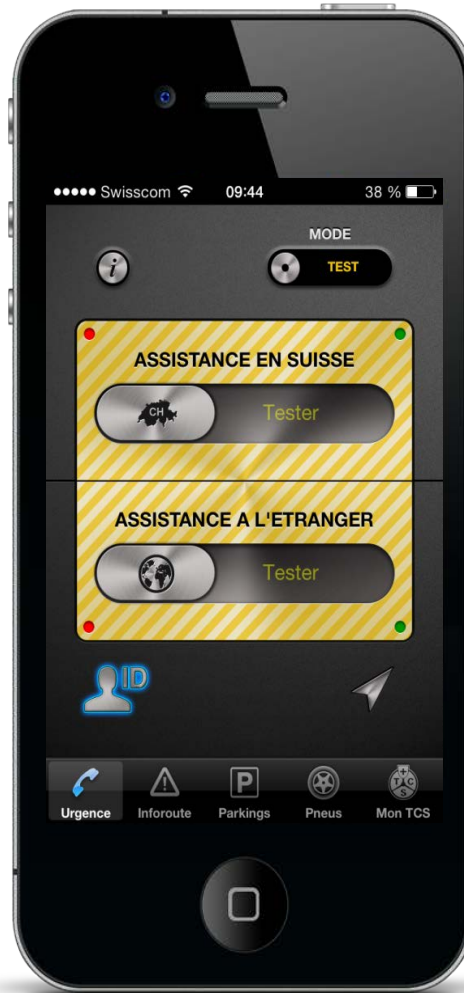 ●●●●● Swisscom 09:44 38 %
MODE
i TEST
ASSISTANCE EN SUISSE
CH Tester
ASSISTANCE A L'ETRANGER
Tester
ID
P T C S
Urgence Inforoute Parkings Pneus Mon TCS